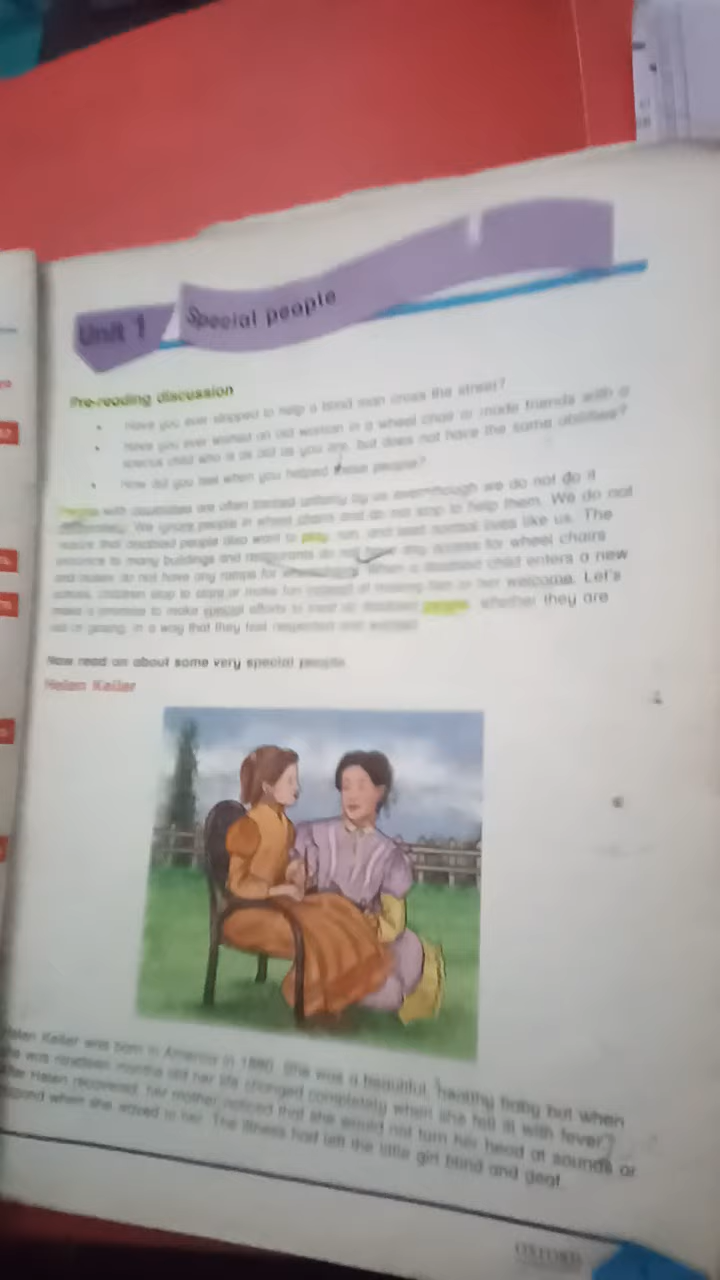 Unit 1
Special people
Pre-reading discussion
• Have you ever stopped to help a blind man cross the street?
• Have you ever wished an old woman in a wheel chair or made friends with a
special child who is as old as you are, but does not have the same abilities?
• How did you feel when you helped these people?
People with disabilities are often treated unfairly by us even though we do not do it
deliberately. We ignore people in wheel chairs and do not stop to help them. We do not
realize that disabled people also want to play, run, and lead normal lives like us. The
entrance to many buildings and restaurants do not have any access for wheel chairs
and do not have any ramps for wheelchairs. When a disabled child enters a new
school, children stop to stare or make fun instead of making him or her welcome. Let's
make a promise to make special efforts to treat all disabled people, whether they are
old or young, in a way that they feel respected and wanted.
Now read on about some very special people.
Helen Keller
Helen Keller was born in America in 1880. She was a beautiful, healthy baby but when
she was nineteen months old her life changed completely when she fell ill with fever.
After Helen recovered, her mother noticed that she would not turn her head at sounds or
respond when she waved to her. The illness had left the little girl blind and deaf.
OXFORD